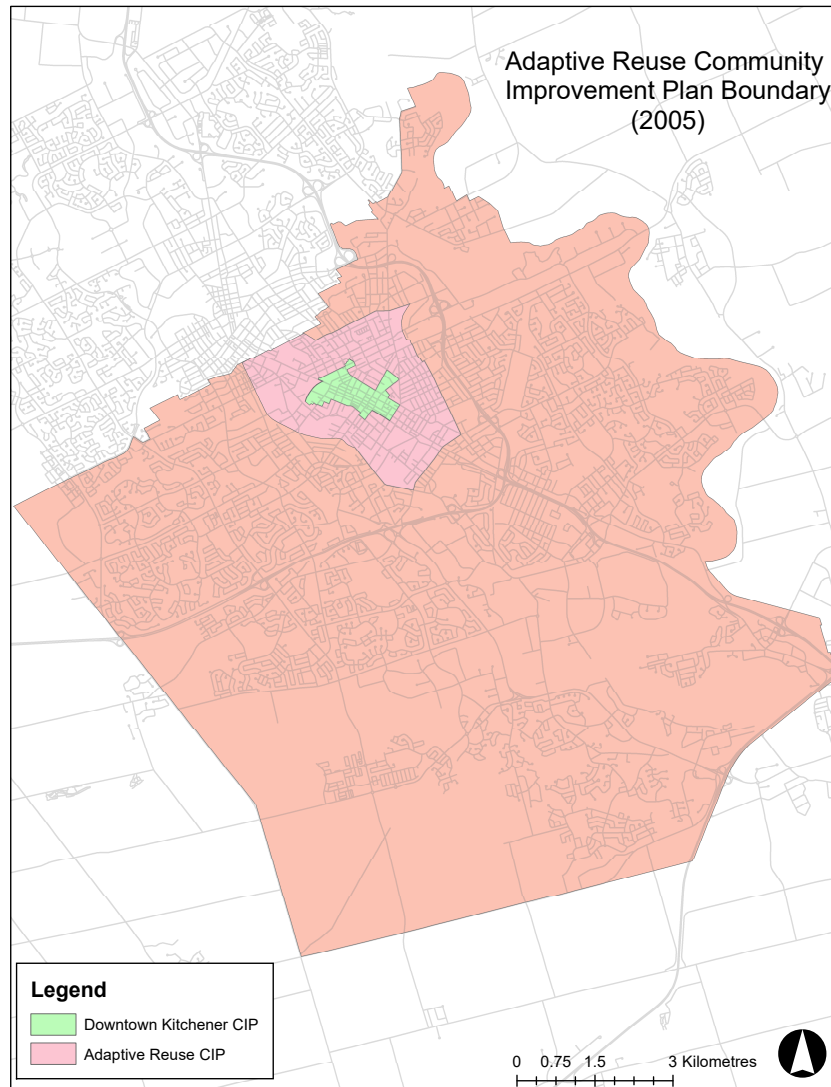 Adaptive Reuse Community
Improvement Plan Boundary
(2005)
Legend
Downtown Kitchener CIP
Adaptive Reuse CIP
0 0.75 1.5 3 Kilometres